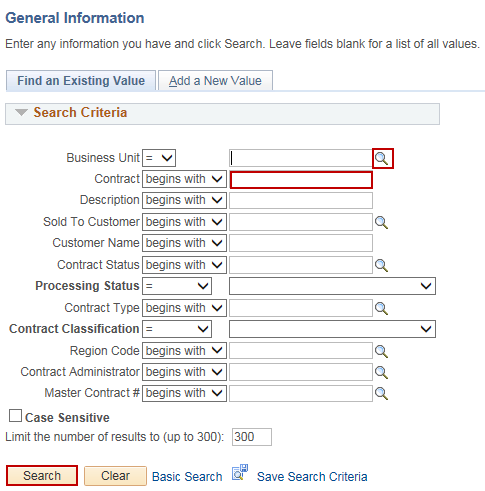 General Information
Enter any information you have and click Search. Leave fields blank for a list of all values.
Find an Existing Value Add a New Value
Search Criteria
Business Unit =
Contract begins with
Description begins with
Sold To Customer begins with
Customer Name begins with
Contract Status begins with
Processing Status =
Contract Type begins with
Contract Classification =
Region Code begins with
Contract Administrator begins with
Master Contract # begins with
Case Sensitive
Limit the number of results to (up to 300): 300
Search Clear Basic Search Save Search Criteria